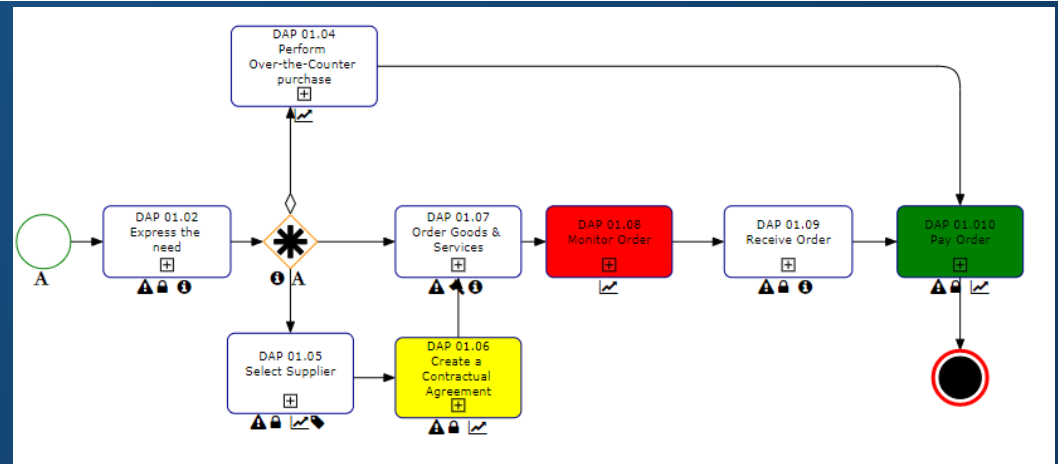 DAP 01.04
Perform
Over-the-Counter
purchase
DAP 01.02
Express the
need
DAP 01.07
Order Goods &
Services
DAP 01.08
Monitor Order
DAP 01.09
Receive Order
DAP 01.010
Pay Order
A
A
DAP 01.05
Select Supplier
DAP 01.06
Create a
Contractual
Agreement